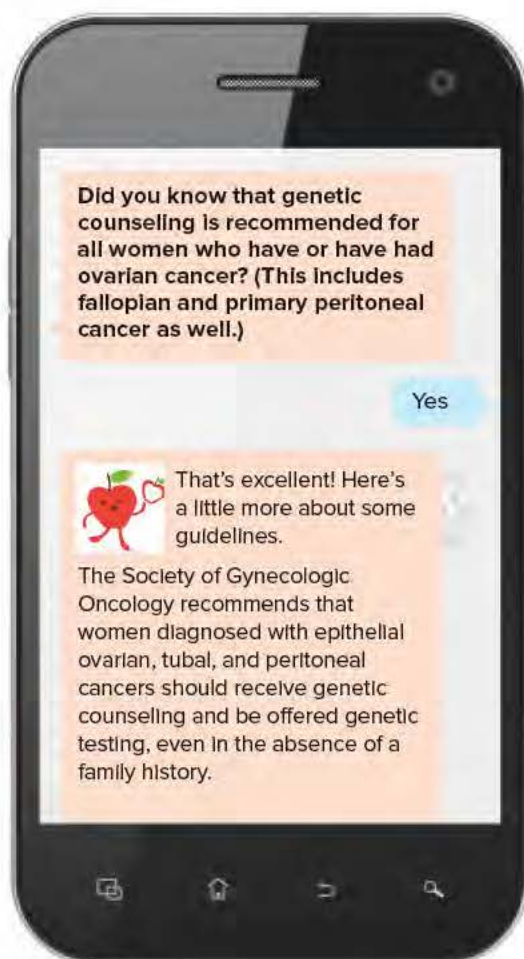 Did you know that genetic
counseling is recommended for
all women who have or have had
ovarian cancer? (This includes
fallopian and primary peritoneal
cancer as well.)
Yes
That's excellent! Here's
a little more about some
guidelines.
The Society of Gynecologic
Oncology recommends that
women diagnosed with epithelial
ovarian, tubal, and peritoneal
cancers should receive genetic
counseling and be offered genetic
testing, even in the absence of a
family history.